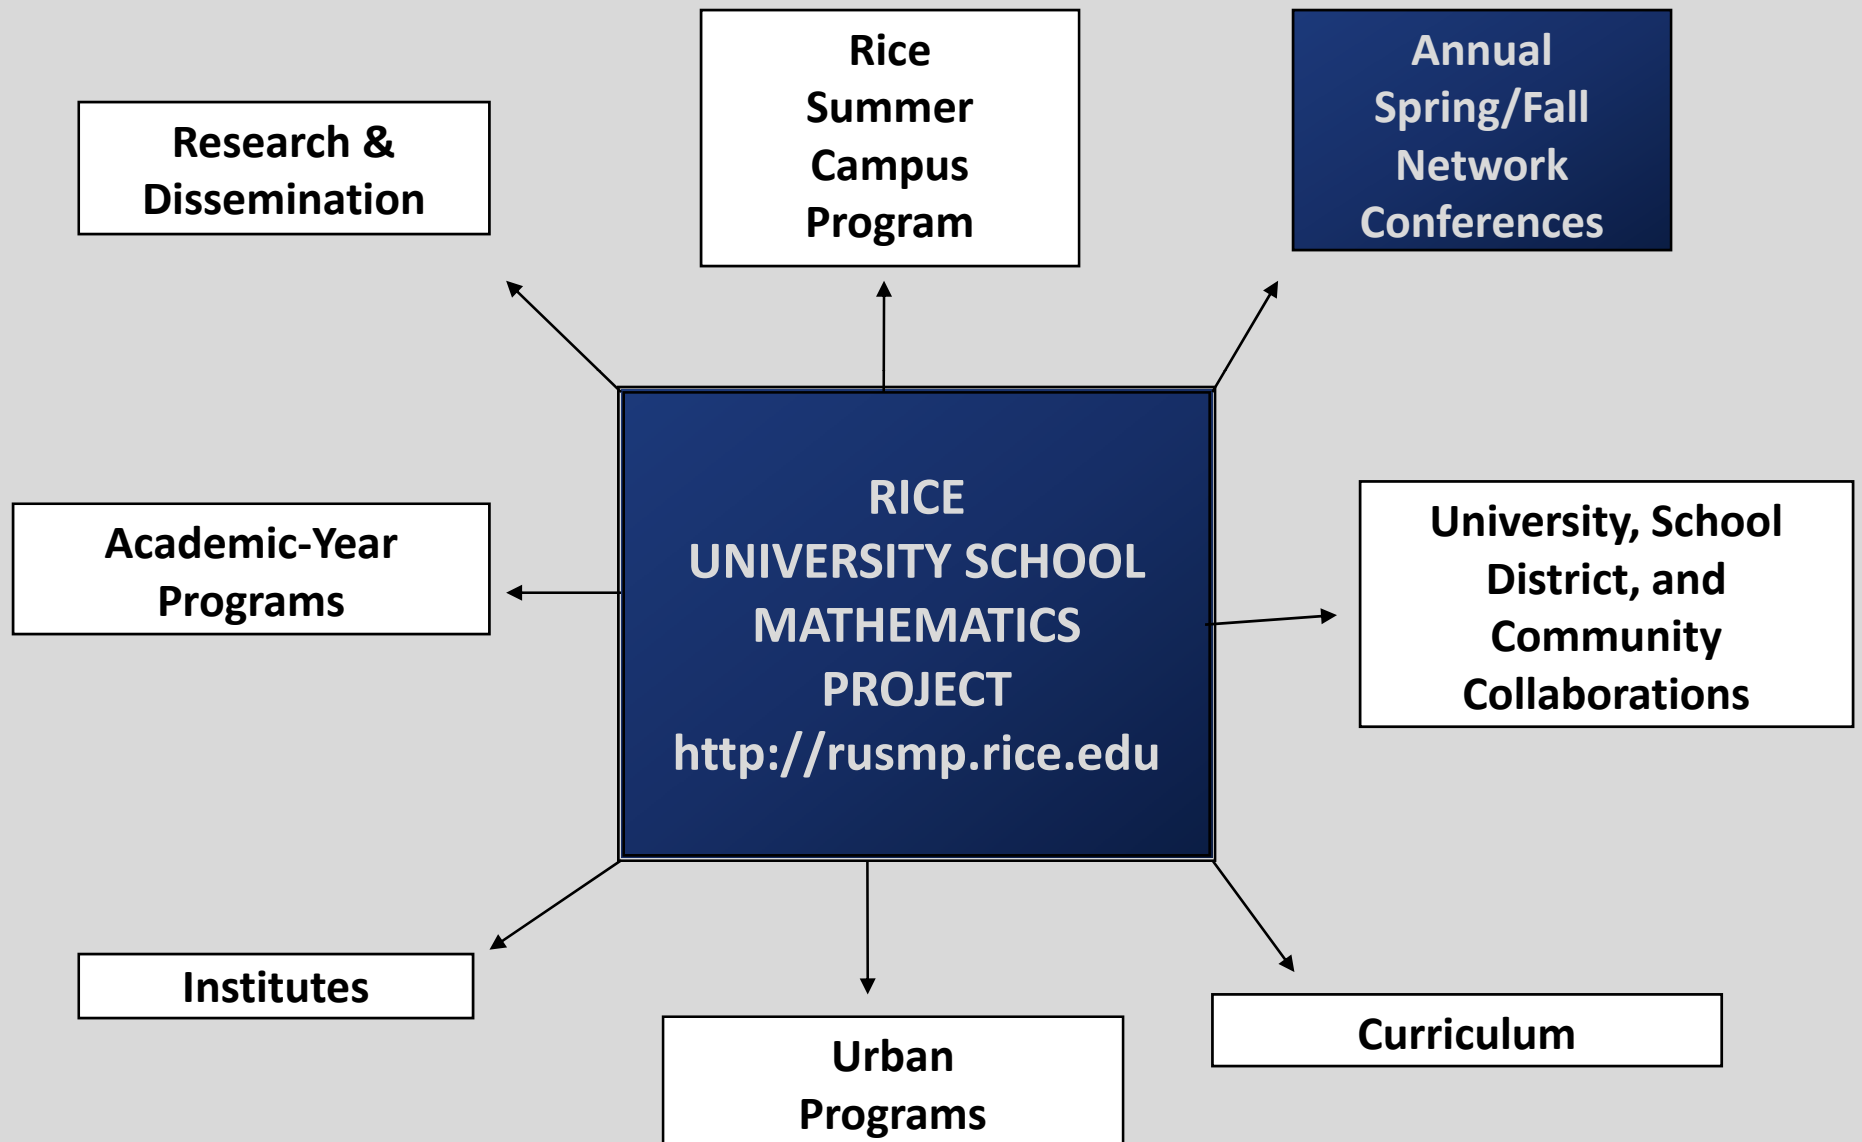 Rice
Summer
Campus
Program
Annual
Spring/Fall
Network
Conferences
Research &
Dissemination
RICE
UNIVERSITY SCHOOL
MATHEMATICS
PROJECT
http://rusmp.rice.edu
Academic-Year
Programs
University, School
District, and
Community
Collaborations
Institutes
Urban
Programs
Curriculum